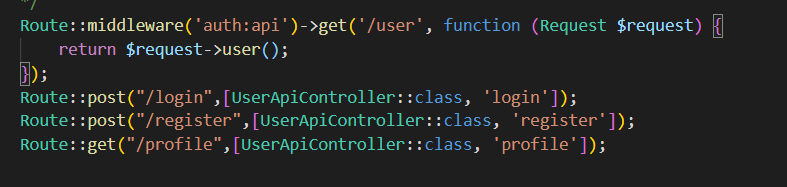 */
Route::middleware('auth:api')->get('/user', function (Request $request) {
    return $request->user();
});
Route::post("/login",[UserApiController::class, 'login']);
Route::post("/register",[UserApiController::class, 'register']);
Route::get("/profile",[UserApiController::class, 'profile']);